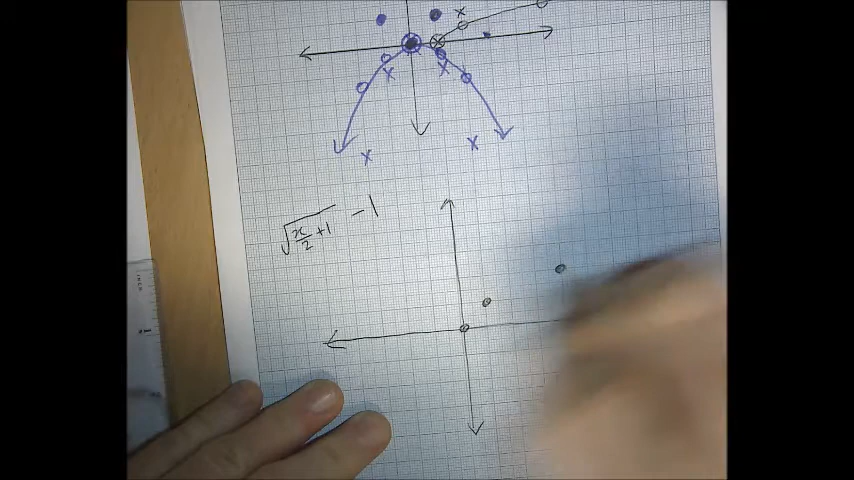 √(x/2 + 1) - 1